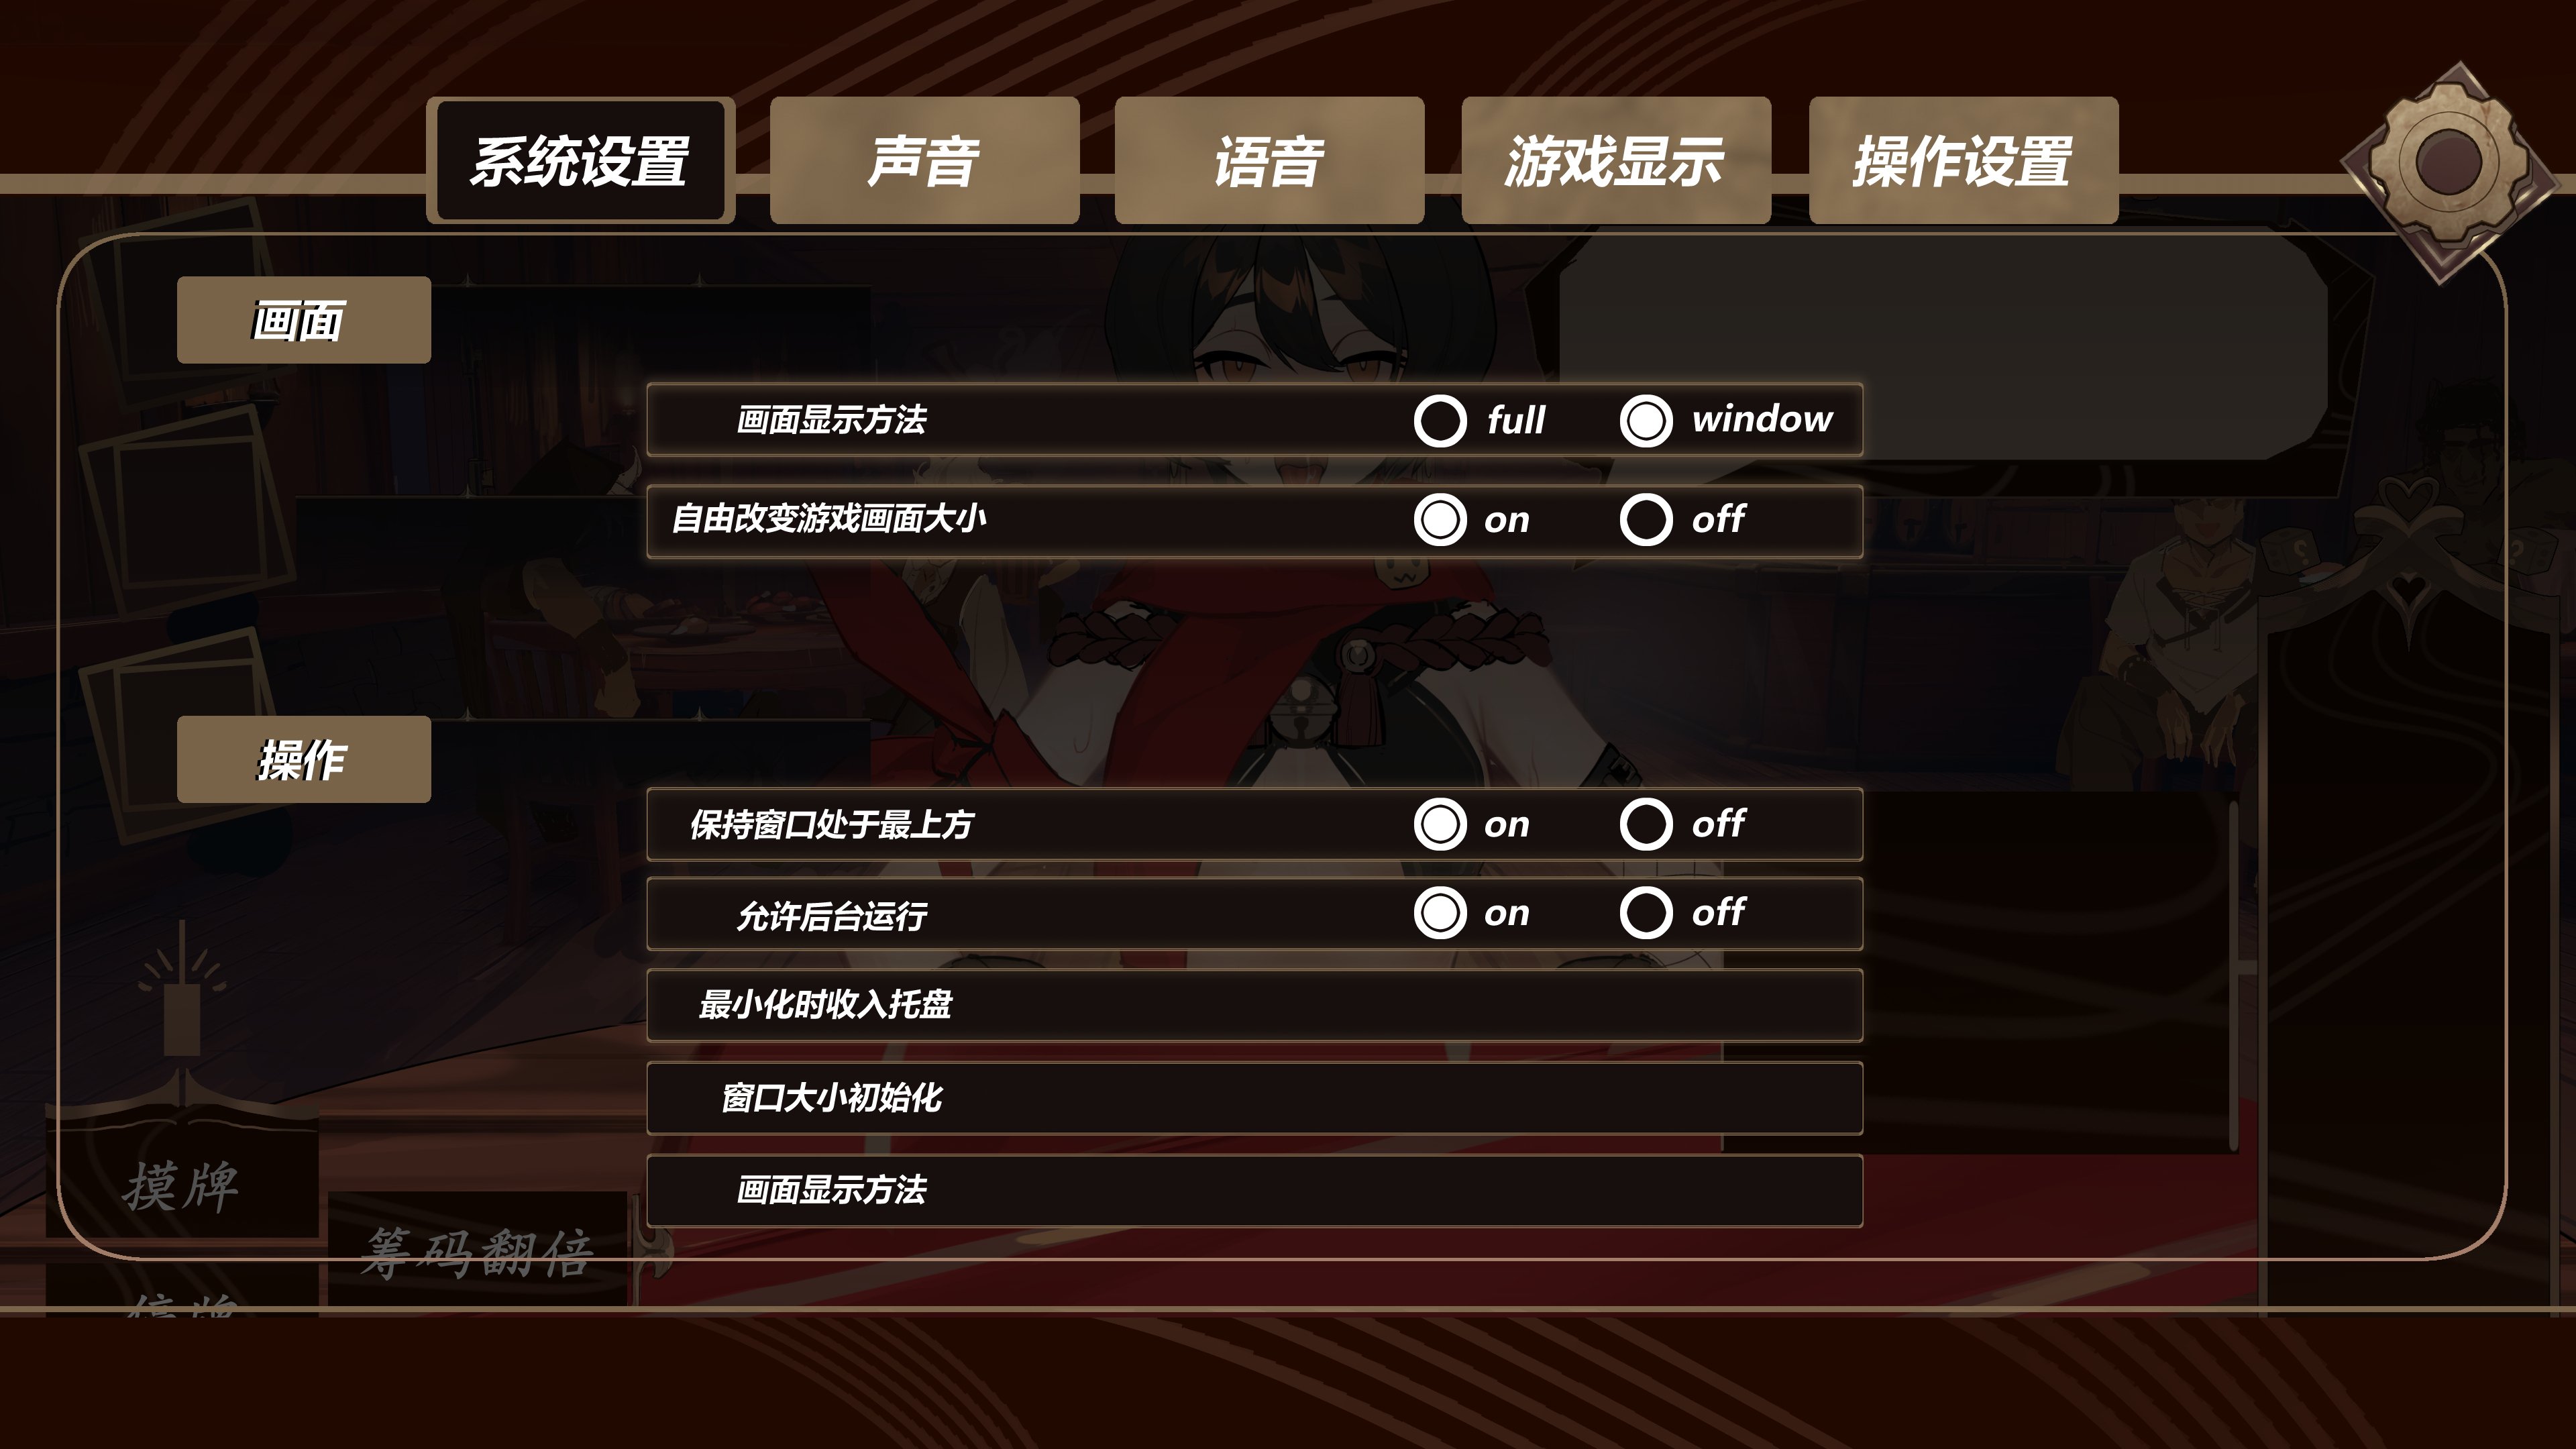 系统设置
声音
语音
游戏显示
操作设置
画面
画面显示方法 full window
自由改变游戏画面大小 on off
操作
保持窗口处于最上方 on off
允许后台运行 on off
最小化时收入托盘
窗口大小初始化
画面显示方法
摸牌
筹码翻倍
停牌